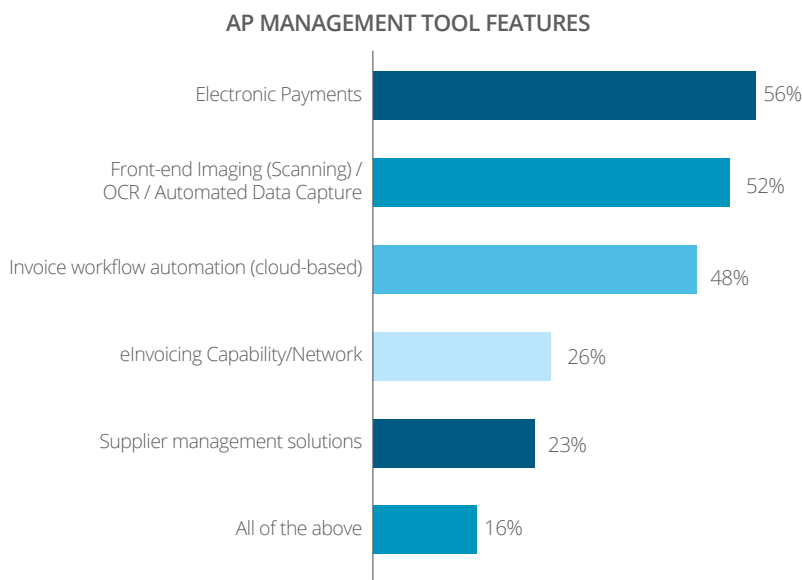 AP MANAGEMENT TOOL FEATURES
Electronic Payments
56%
Front-end Imaging (Scanning) /
OCR / Automated Data Capture
52%
Invoice workflow automation (cloud-based)
48%
eInvoicing Capability/Network
26%
Supplier management solutions
23%
All of the above
16%